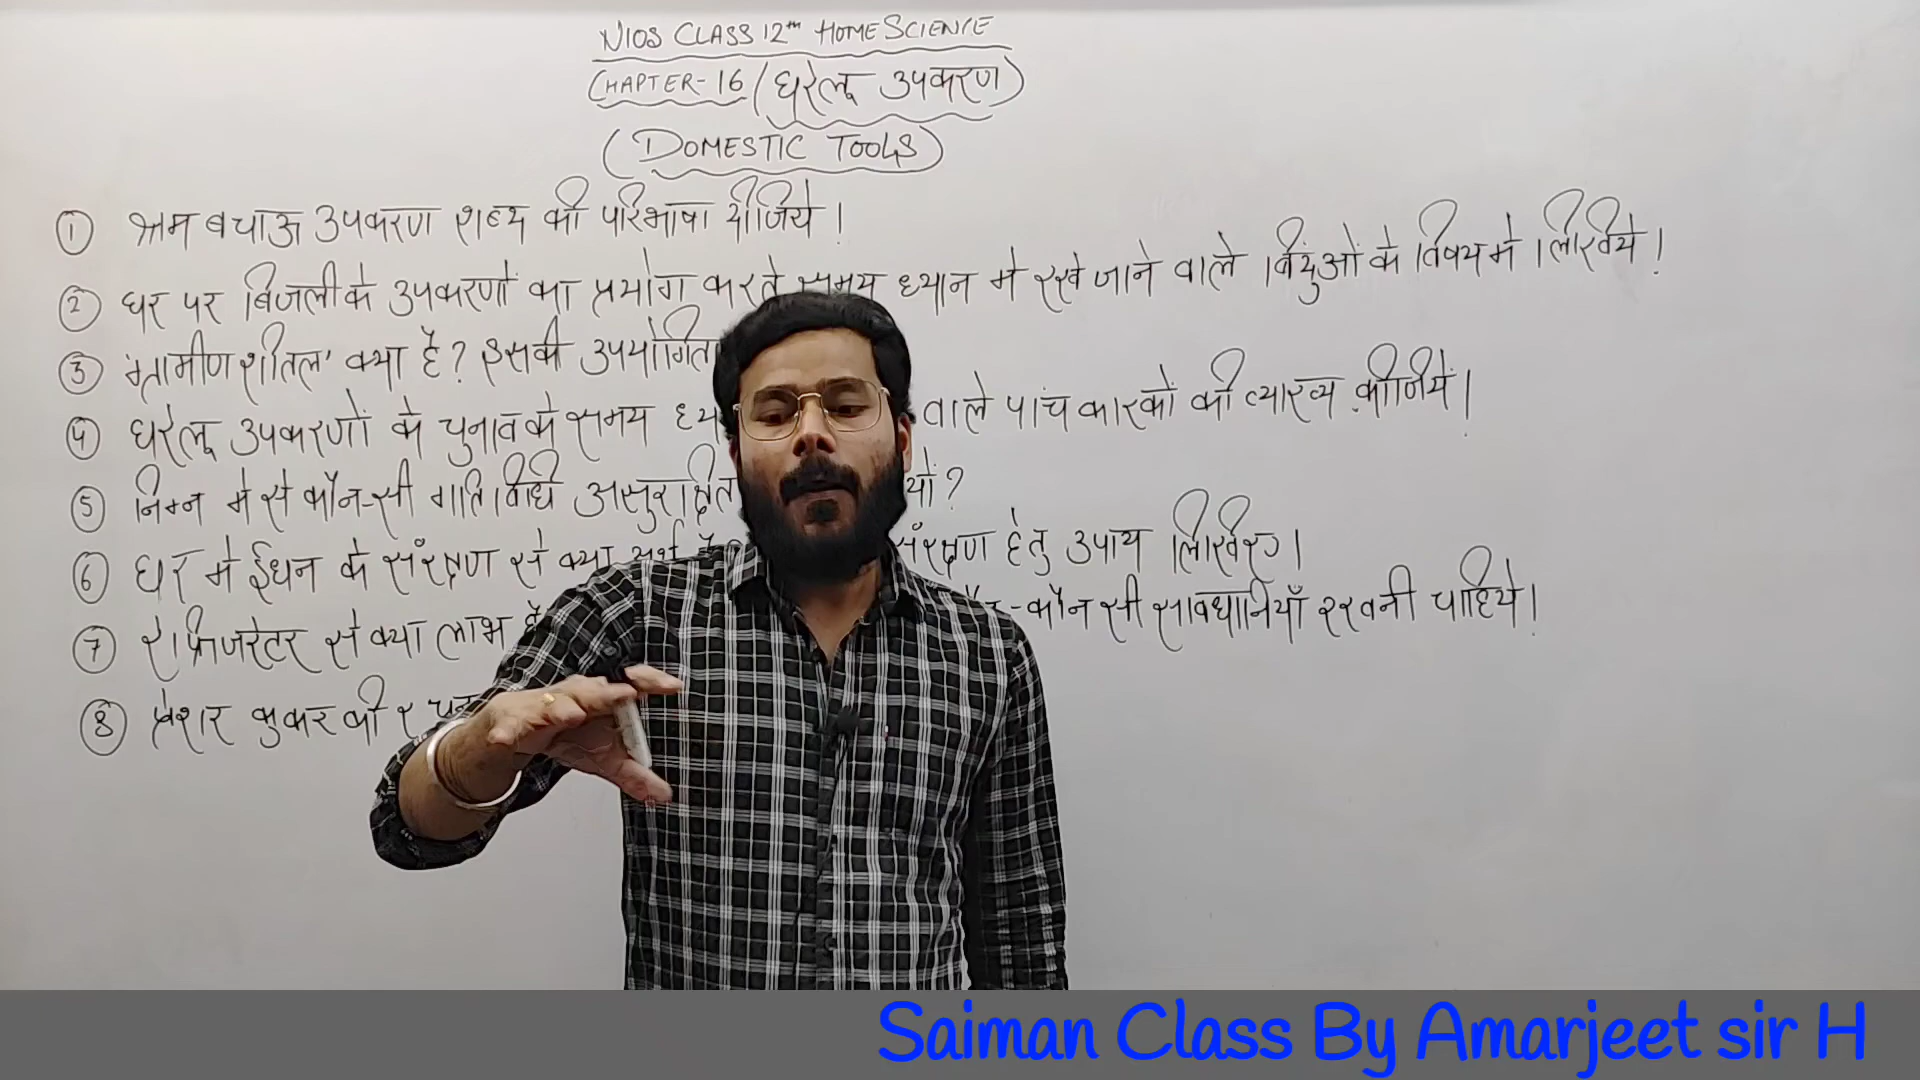 NIOS CLASS 12th HOME SCIENCE
CHAPTER-16 (घरेलू उपकरण)
(DOMESTIC TOOLS)
① श्रम बचाऊ उपकरण शब्द की परिभाषा दीजिये।
② घर पर बिजली के उपकरणों का प्रयोग करते समय ध्यान में रखे जाने वाले बिंदुओं के विषय में लिखिये।
③ 'ग्रामीण शीतल' क्या है? इसकी उपयोगिता
④ घरेलू उपकरणों के चुनाव के समय वाले पांच कारकों की व्याख्य कीजिये।
⑤ निम्न में से कौन-सी गतिविधि असुरक्षित यों?
⑥ घर में ईंधन के संरक्षण से क्या अर्थ है संरक्षण हेतु उपाय लिखिए।
⑦ रेफ्रिजरेटर से क्या लाभ -कौन सी सावधानियाँ रखनी चाहिये।
⑧ प्रेशर कुकर की
Saiman Class By Amarjeet sir H